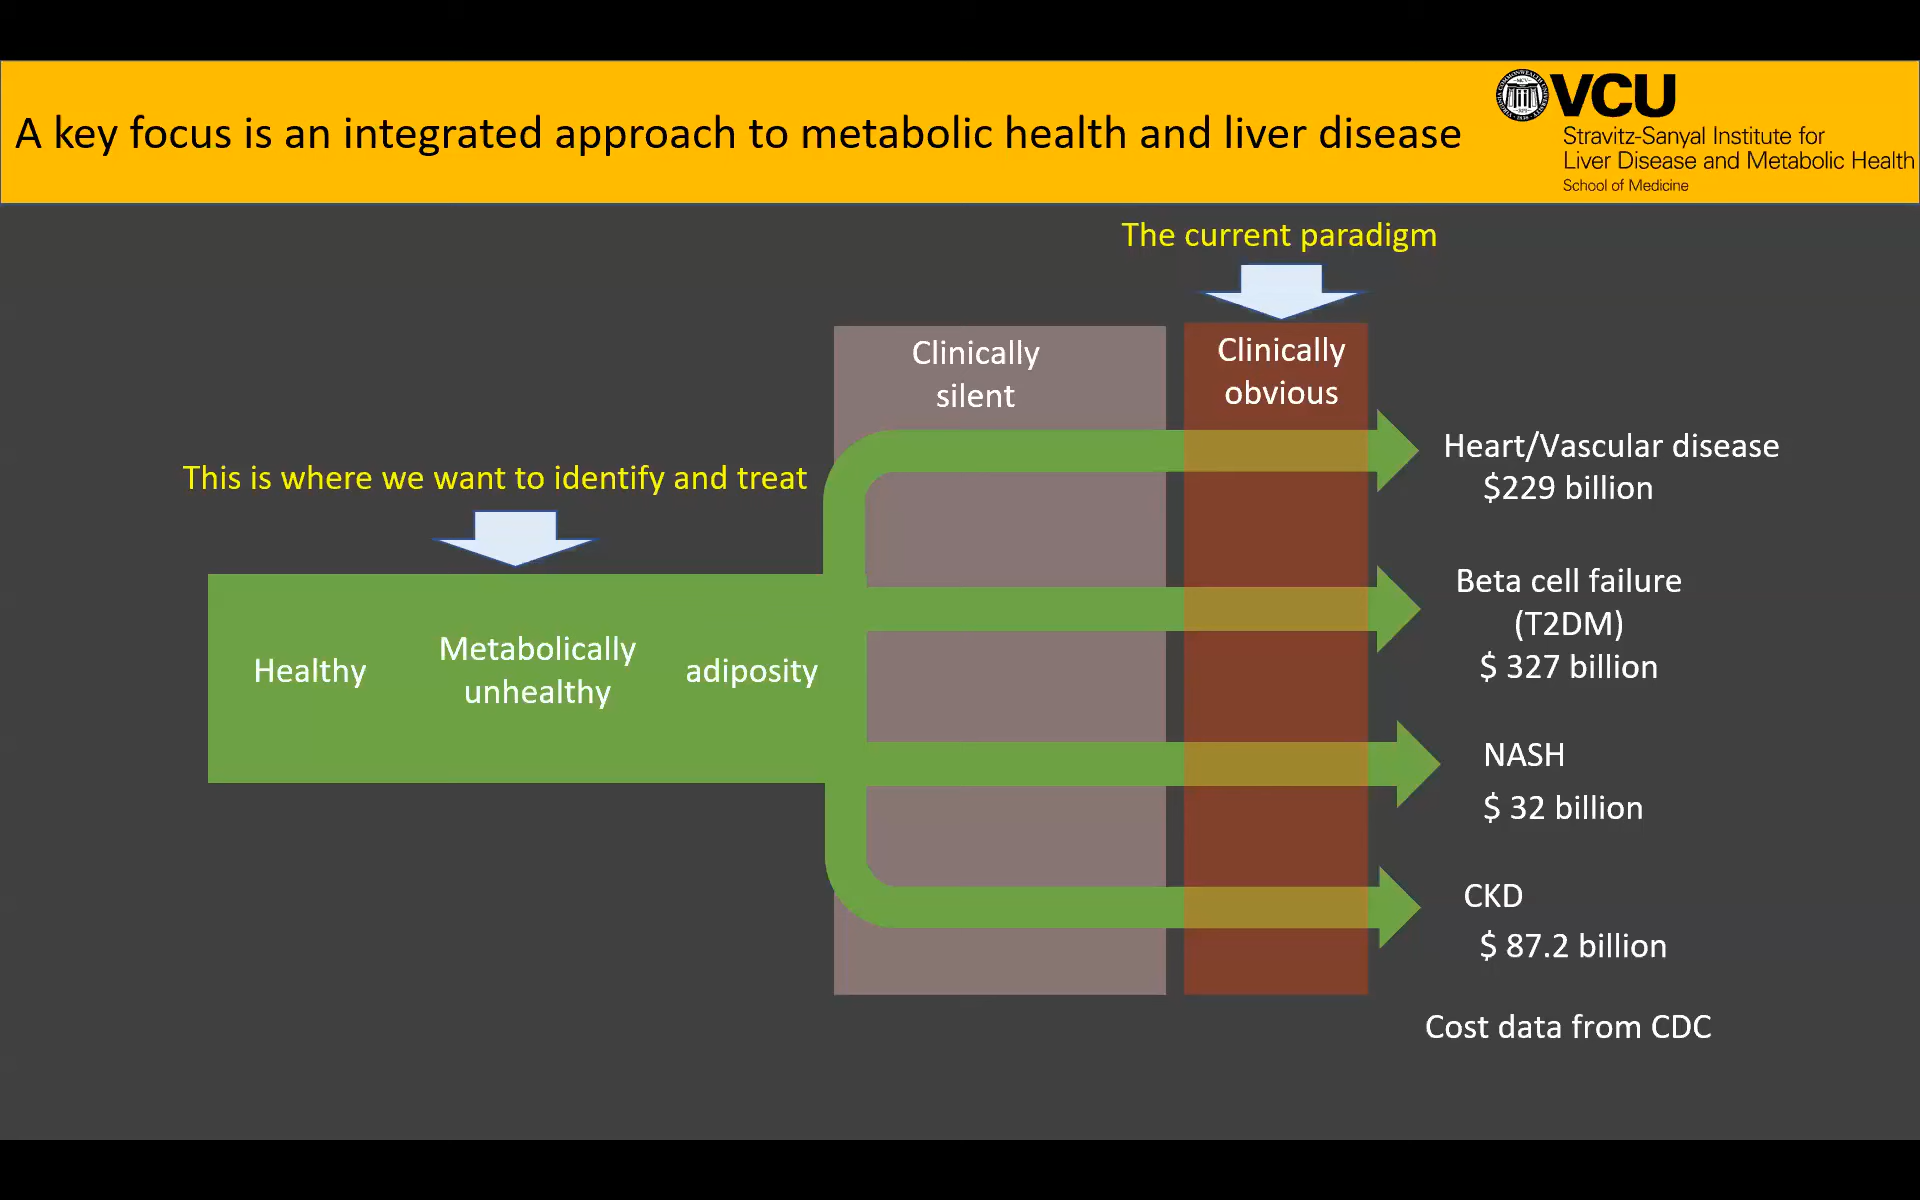 A key focus is an integrated approach to metabolic health and liver disease
VCU
Stravitz-Sanyal Institute for
Liver Disease and Metabolic Health
School of Medicine
The current paradigm
Clinically
silent
Clinically
obvious
This is where we want to identify and treat
Healthy
Metabolically
unhealthy
adiposity
Heart/Vascular disease
$229 billion
Beta cell failure
(T2DM)
$ 327 billion
NASH
$ 32 billion
CKD
$ 87.2 billion
Cost data from CDC